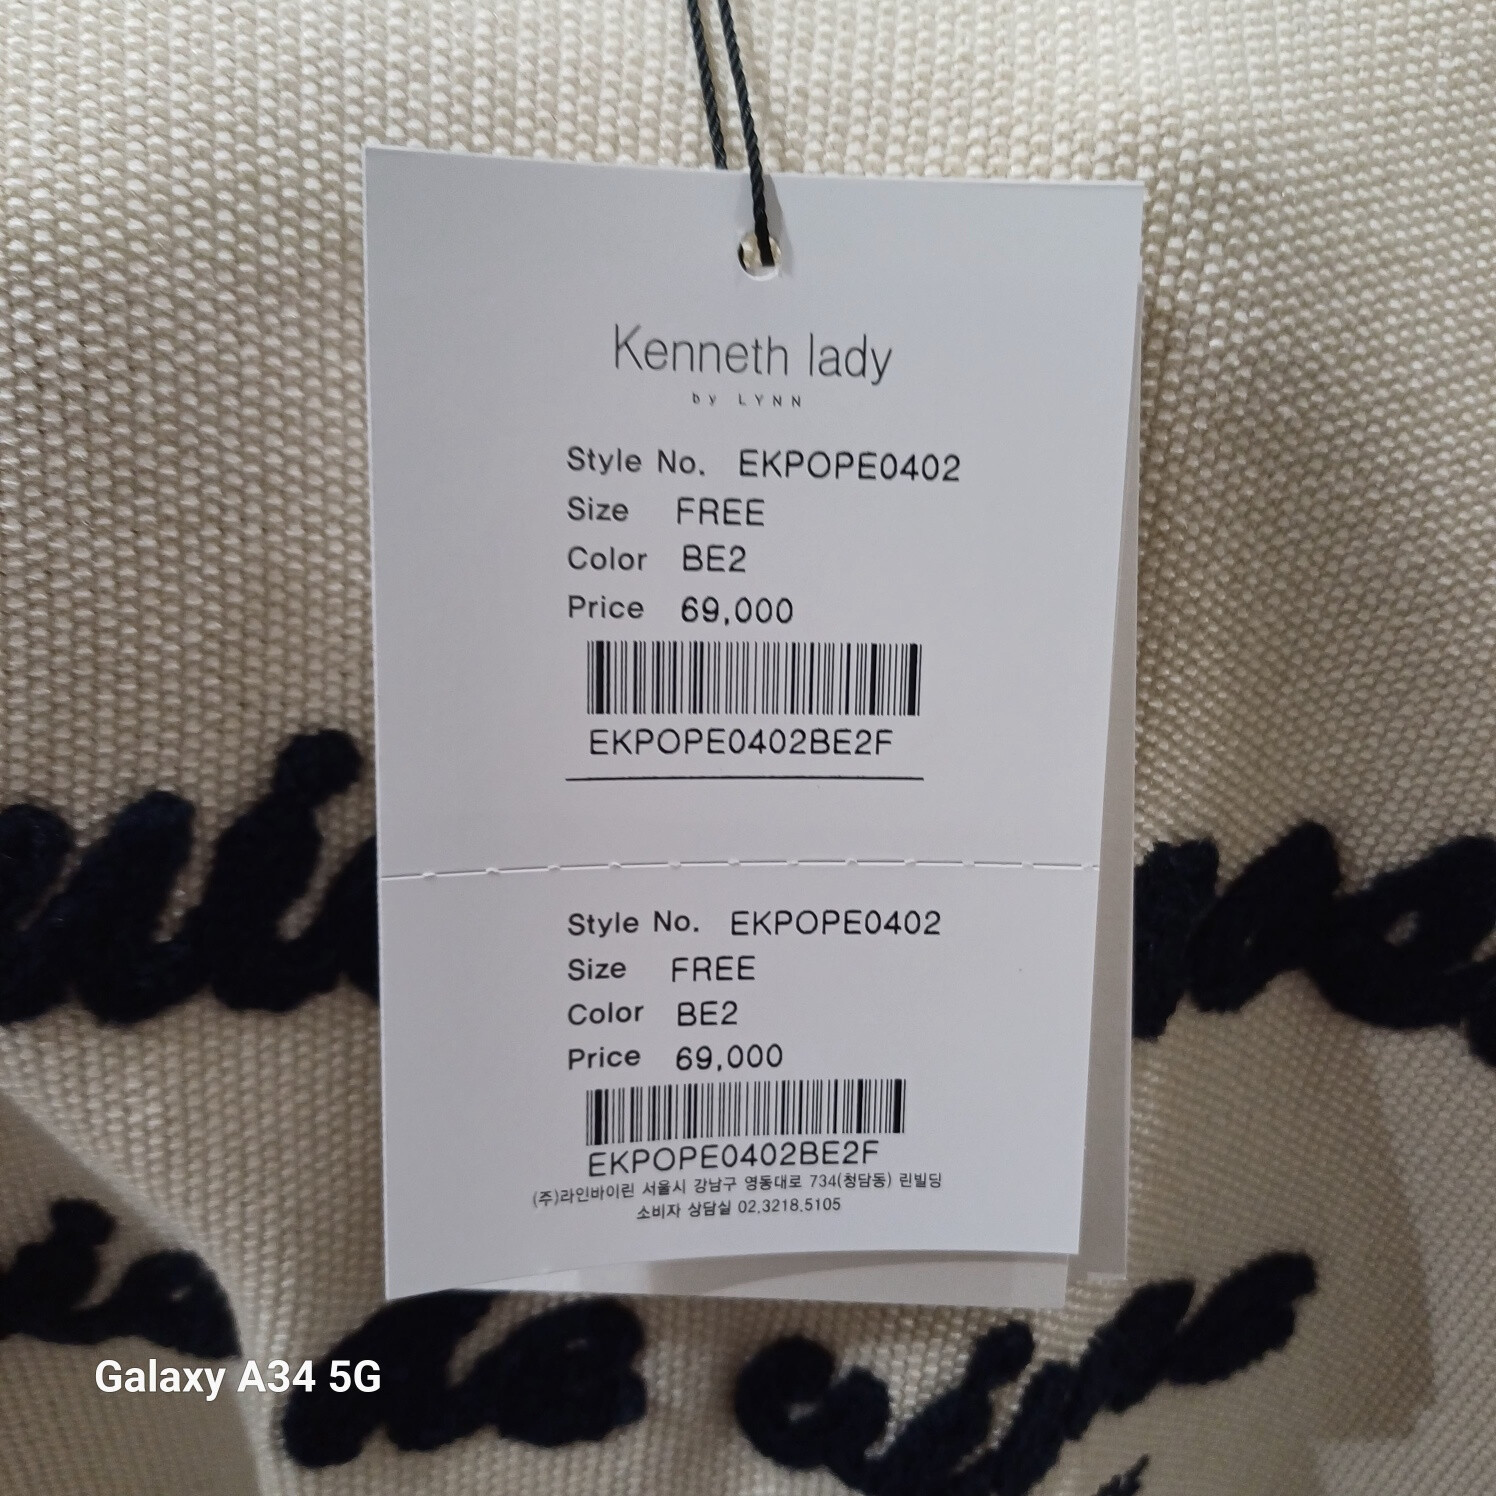 Kenneth lady
by LYNN
Style No. EKPOPE0402
Size FREE
Color BE2
Price 69,000
EKPOPE0402BE2F
Style No. EKPOPE0402
Size FREE
Color BE2
Price 69,000
EKPOPE0402BE2F
(주)라인바이린 서울시 강남구 영동대로 734(청담동) 린빌딩
소비자 상담실 02.3218.5105
Galaxy A34 5G